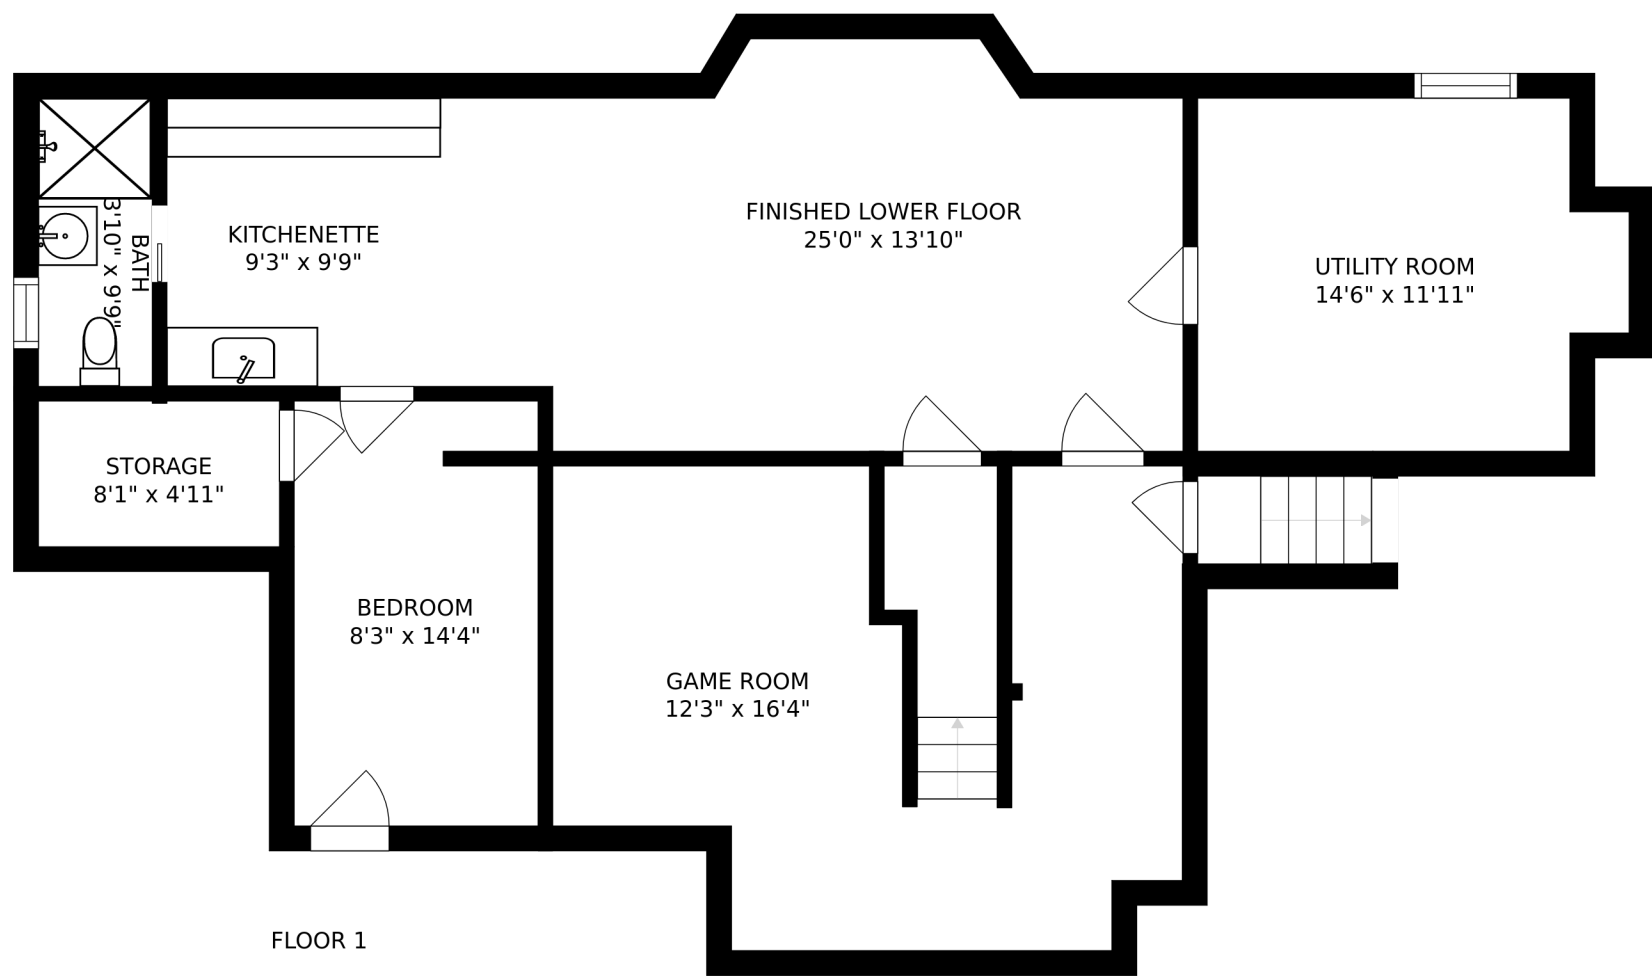 FINISHED LOWER FLOOR
25'0" x 13'10"
KITCHENETTE
9'3" x 9'9"
BATH
3'10" x 9'9"
UTILITY ROOM
14'6" x 11'11"
STORAGE
8'1" x 4'11"
BEDROOM
8'3" x 14'4"
GAME ROOM
12'3" x 16'4"
FLOOR 1